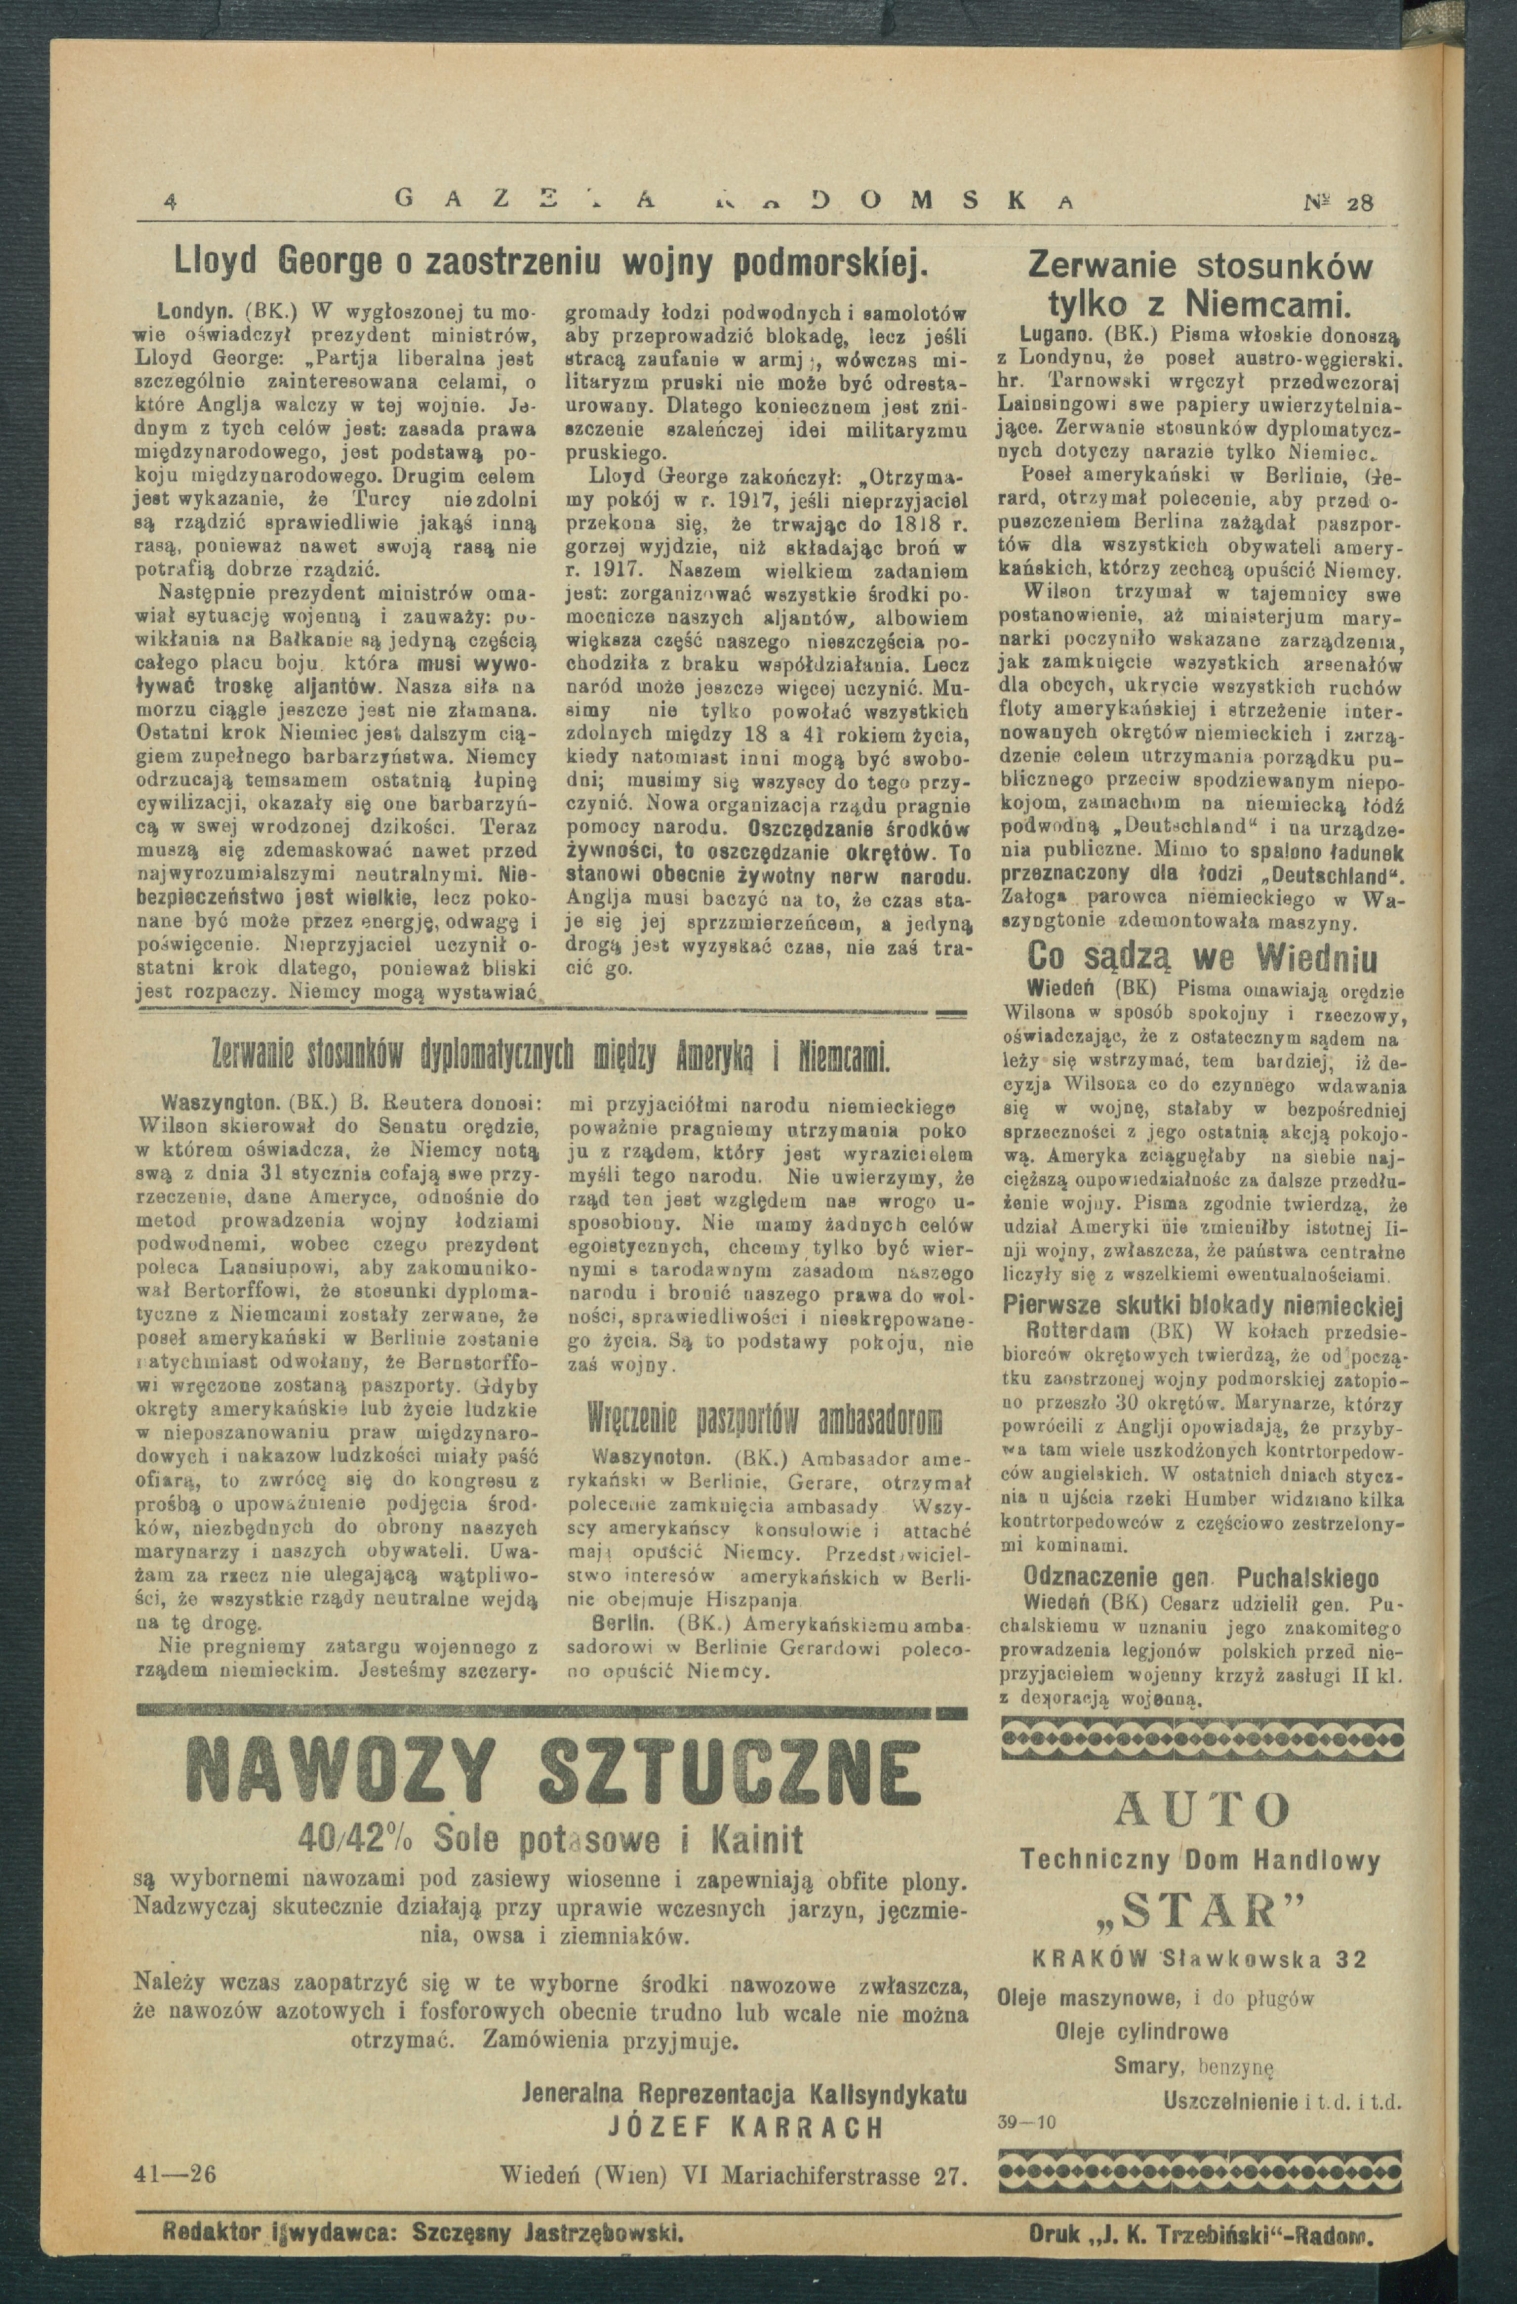 4 GAZETA RADOMSKA № 28
Lloyd George o zaostrzeniu wojny podmorskiej.
Londyn. (BK.) W wygłoszonej tu mo-
wie oświadczył prezydent ministrów,
Lloyd George: „Partja liberalna jest
szczególnie zainteresowana celami, o
które Anglja walczy w tej wojnie. Je-
dnym z tych celów jest: zasada prawa
międzynarodowego, jest podstawą po-
koju międzynarodowego. Drugim celem
jest wykazanie, że Turcy niezdolni
są rządzić sprawiedliwie jakąś inną
rasą, ponieważ nawet swoją rasą nie
potrafią dobrze rządzić.
Następnie prezydent ministrów oma-
wiał sytuację wojenną i zauważy: po-
wikłania na Bałkanie są jedyną częścią
całego placu boju, która musi wywo-
ływać troskę aljantów. Nasza siła na
morzu ciągle jeszcze jest nie złamana.
Ostatni krok Niemiec jest dalszym cią-
giem zupełnego barbarzyństwa. Niemcy
odrzucają temsamem ostatnią łupinę
cywilizacji, okazały się one barbarzyń-
cą w swej wrodzonej dzikości. Teraz
muszą się zdemaskować nawet przed
najwyrozumialszymi neutralnymi. Nie-
bezpieczeństwo jest wielkie, lecz poko-
nane być może przez energję, odwagę i
poświęcenie. Nieprzyjaciel uczynił o-
statni krok dlatego, ponieważ bliski
jest rozpaczy. Niemcy mogą wystawiać
gromady łodzi podwodnych i samolotów
aby przeprowadzić blokadę, lecz jeśli
stracą zaufanie w armj , wówczas mi-
litaryzm pruski nie może być odresta-
urowany. Dlatego koniecznem jest zni-
szczenie szaleńczej idei militaryzmu
pruskiego.
Lloyd George zakończył: „Otrzyma-
my pokój w r. 1917, jeśli nieprzyjaciel
przekona się, że trwając do 1818 r.
gorzej wyjdzie, niż składając broń w
r. 1917. Naszem wielkiem zadaniem
jest: zorganizować wszystkie środki po-
mocnicze naszych aljantów, albowiem
większa część naszego nieszczęścia po-
chodziła z braku współdziałania. Lecz
naród może jeszcze więcej uczynić. Mu-
simy nie tylko powołać wszystkich
zdolnych między 18 a 41 rokiem życia,
kiedy natomiast inni mogą być swobo-
dni; musimy się wszyscy do tego przy-
czynić. Nowa organizacja rządu pragnie
pomocy narodu. Oszczędzanie środków
żywności, to oszczędzanie okrętów. To
stanowi obecnie żywotny nerw narodu.
Anglja musi baczyć na to, że czas sta-
je się jej sprzzmierzeńcem, a jedyną
drogą jest wyzyskać czas, nie zaś tra-
cić go.
Zerwanie stosunków dyplomatycznych między Ameryką i Niemcami.
Waszyngton. (BK.) B. Reutera donosi:
Wilson skierował do Senatu orędzie,
w którem oświadcza, że Niemcy notą
swą z dnia 31 stycznia cofają swe przy-
rzeczenie, dane Ameryce, odnośnie do
metod prowadzenia wojny łodziami
podwodnemi, wobec czego prezydent
poleca Lansiupowi, aby zakomuniko-
wał Bertorffowi, że stosunki dyploma-
tyczne z Niemcami zostały zerwane, że
poseł amerykański w Berlinie zostanie
natychmiast odwołany, że Bernstorffo-
wi wręczone zostaną paszporty. Gdyby
okręty amerykańskie lub życie ludzkie
w nieposzanowaniu praw międzynaro-
dowych i nakazow ludzkości miały paść
ofiarą, to zwrócę się do kongresu z
prośbą o upoważnienie podjęcia środ-
ków, niezbędnych do obrony naszych
marynarzy i naszych obywateli. Uwa-
żam za rzecz nie ulegającą wątpliwo-
ści, że wszystkie rządy neutralne wejdą
na tę drogę.
Nie pregniemy zatargu wojennego z
rządem niemieckim. Jesteśmy szczery-
mi przyjaciółmi narodu niemieckiego
poważnie pragniemy utrzymania poko
ju z rządem, który jest wyrazicielem
myśli tego narodu. Nie uwierzymy, że
rząd ten jest względem nas wrogo u-
sposobiony. Nie mamy żadnych celów
egoistycznych, chcemy tylko być wier-
nymi s tarodawnym zasadom naszego
narodu i bronić naszego prawa do wol-
ności, sprawiedliwości i nieskrępowane-
go życia. Są to podstawy pokoju, nie
zaś wojny.
Wręczenie paszportów ambasadorom
Waszynoton. (BK.) Ambasador ame-
rykański w Berlinie, Gerare, otrzymał
polecenie zamknięcia ambasady Wszy-
scy amerykańscy konsulowie i attaché
mają opuścić Niemcy. Przedstawiciel-
stwo interesów amerykańskich w Berli-
nie obejmuje Hiszpanja
Berlin. (BK.) Amerykańskiemu amba-
sadorowi w Berlinie Gerardowi poleco-
no opuścić Niemcy.
Zerwanie stosunków
tylko z Niemcami.
Lugano. (BK.) Pisma włoskie donoszą
z Londynu, że poseł austro-węgierski.
hr. Tarnowski wręczył przedwczoraj
Lainsingowi swe papiery uwierzytelnia-
jące. Zerwanie stosunków dyplomatycz-
nych dotyczy narazie tylko Niemiec.
Poseł amerykański w Berlinie, Ge-
rard, otrzymał polecenie, aby przed o-
puszczeniem Berlina zażądał paszpor-
tów dla wszystkich obywateli amery-
kańskich, którzy zechcą opuścić Niemcy.
Wilson trzymał w tajemnicy swe
postanowienie, aż ministerjum mary-
narki poczyniło wskazane zarządzenia,
jak zamknięcie wszystkich arsenałów
dla obcych, ukrycie wszystkich ruchów
floty amerykańskiej i strzeżenie inter-
nowanych okrętów niemieckich i zarzą-
dzenie celem utrzymania porządku pu-
blicznego przeciw spodziewanym niepo-
kojom, zamachom na niemiecką łódź
podwodną „Deutschland“ i na urządze-
nia publiczne. Mimo to spalono ładunek
przeznaczony dla łodzi „Deutschland“.
Załoga parowca niemieckiego w Wa-
szyngtonie zdemontowała maszyny.
Co sądzą we Wiedniu
Wiedeń (BK) Pisma omawiają orędzie
Wilsona w sposób spokojny i rzeczowy,
oświadczając, że z ostatecznym sądem na
leży się wstrzymać, tem bardziej, iż de-
cyzja Wilsona co do czynnego wdawania
się w wojnę, stałaby w bezpośredniej
sprzeczności z jego ostatnią akcją pokojo-
wą. Ameryka zciągnęłaby na siebie naj-
cięższą oupowiedzialnośc za dalsze przedłu-
żenie wojny. Pisma zgodnie twierdzą, że
udział Ameryki nie zmieniłby istotnej li-
nji wojny, zwłaszcza, że państwa centralne
liczyły się z wszelkiemi ewentualnościami.
Pierwsze skutki blokady niemieckiej
Rotterdam (BK) W kołach przedsie-
biorców okrętowych twierdzą, że od począ-
tku zaostrzonej wojny podmorskiej zatopio-
no przeszło 30 okrętów. Marynarze, którzy
powrócili z Anglji opowiadają, że przyby-
wa tam wiele uszkodżonych kontrtorpedow-
ców angielskich. W ostatnich dniach stycz-
nia u ujścia rzeki Humber widziano kilka
kontrtorpedowców z częściowo zestrzelony-
mi kominami.
Odznaczenie gen. Puchalskiego
Wiedeń (BK) Cesarz udzielił gen. Pu-
chalskiemu w uznaniu jego znakomitego
prowadzenia legjonów polskich przed nie-
przyjacielem wojenny krzyż zasługi II kl.
z dekoracją wojenną.
NAWOZY SZTUCZNE
40/42% Sole potasowe i Kainit
są wybornemi nawozami pod zasiewy wiosenne i zapewniają obfite plony.
Nadzwyczaj skutecznie działają przy uprawie wczesnych jarzyn, jęczmie-
nia, owsa i ziemniaków.
Należy wczas zaopatrzyć się w te wyborne środki nawozowe zwłaszcza,
że nawozów azotowych i fosforowych obecnie trudno lub wcale nie można
otrzymać. Zamówienia przyjmuje.
Jeneralna Reprezentacja Kalisyndykatu
JÓZEF KARRACH
41—26 Wiedeń (Wien) VI Mariachiferstrasse 27.
AUTO
Techniczny Dom Handlowy
„STAR”
KRAKÓW Sławkowska 32
Oleje maszynowe, i do pługów
Oleje cylindrowe
Smary, benzynę
Uszczelnienie i t. d. i t.d.
39—10
Redaktor i wydawca: Szczęsny Jastrzębowski. Druk „J. K. Trzebiński“-Radom.